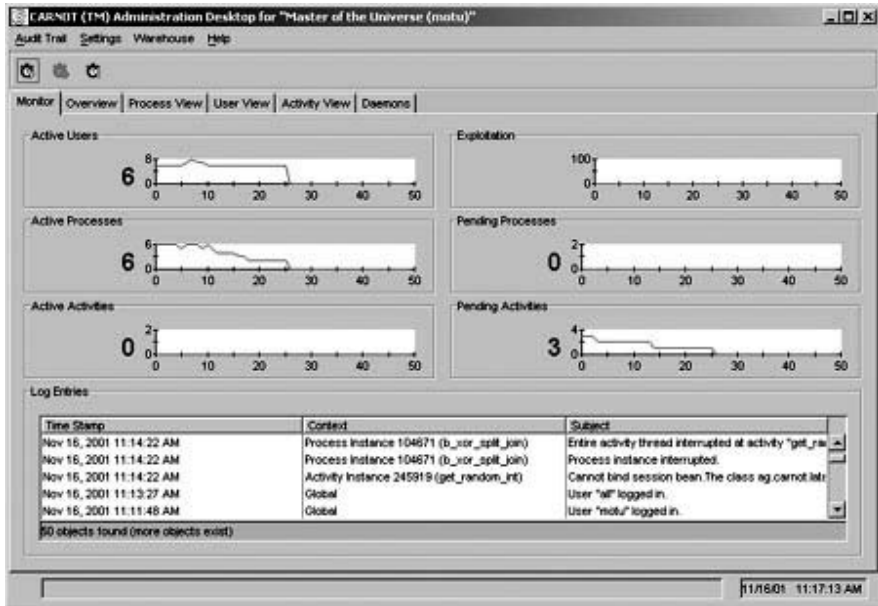 CARNOT (TM) Administration Desktop for "Master of the Universe (motu)"
Audit Trail Settings Warehouse Help
Monitor Overview Process View User View Activity View Daemons
Active Users
6
8
0
0 10 20 30 40 50
Exploitation
100
0
0 10 20 30 40 50
Active Processes
6
6
0
0 10 20 30 40 50
Pending Processes
0
2
0
0 10 20 30 40 50
Active Activities
0
2
0
0 10 20 30 40 50
Pending Activities
3
4
0
0 10 20 30 40 50
Log Entries
Time Stamp Context Subject
Nov 16, 2001 11:14:22 AM Process Instance 104671 (b_xor_split_join) Entire activity thread interrupted at activity "get_ra
Nov 16, 2001 11:14:22 AM Process Instance 104671 (b_xor_split_join) Process instance interrupted.
Nov 16, 2001 11:14:22 AM Activity Instance 245919 (get_random_int) Cannot bind session bean.The class ag.carnot.
Nov 16, 2001 11:13:27 AM Global User logged in.
Nov 16, 2001 11:11:48 AM Global User "motu" logged in.
50 objects found (more objects exist)
11/16/01 11:17:13 AM